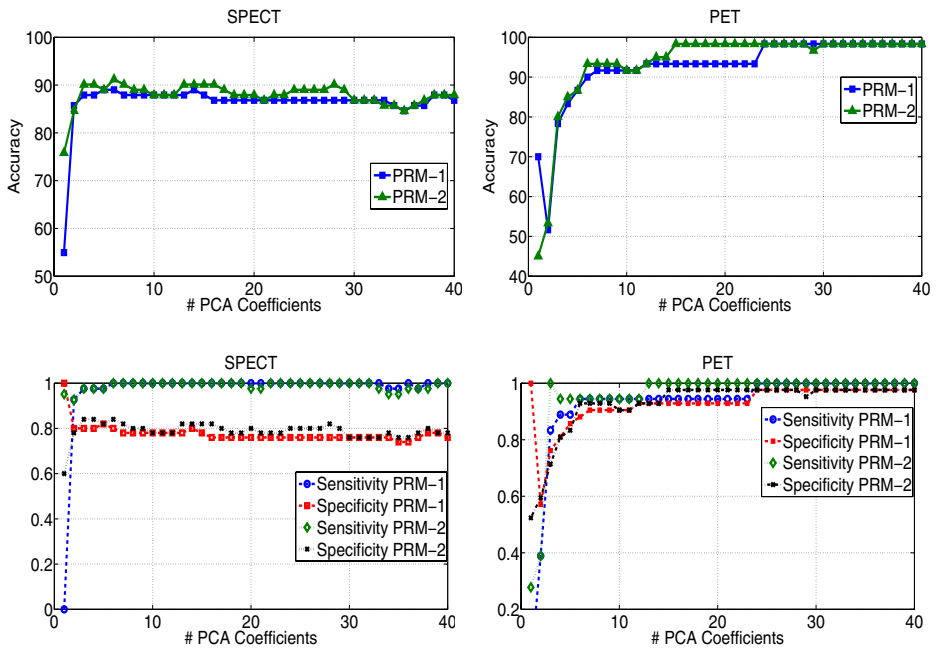 SPECT
100
90
80
70
60
50
Accuracy
PRM-1
PRM-2
0
10
20
30
40
# PCA Coefficients
PET
100
90
80
70
60
50
40
Accuracy
PRM-1
PRM-2
0
10
20
30
40
# PCA Coefficients
SPECT
1
0.8
0.6
0.4
0.2
0
Sensitivity PRM-1
Specificity PRM-1
Sensitivity PRM-2
Specificity PRM-2
0
10
20
30
40
# PCA Coefficients
PET
1
0.8
0.6
0.4
0.2
Sensitivity PRM-1
Specificity PRM-1
Sensitivity PRM-2
Specificity PRM-2
0
10
20
30
40
# PCA Coefficients